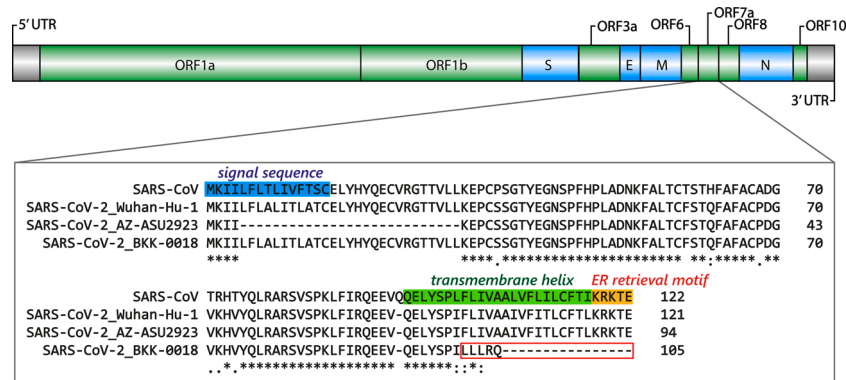 5' UTR ORF3a ORF6 ORF7a ORF8 ORF10
ORF1a ORF1b S E M N
3' UTR
signal sequence
SARS-CoV MKIILFLTLIVFTSCELYHYQECVRGTTVLLKEPCPSGTYEGNSPFHPLADNKFALTCTSTHFAFACADG 70
SARS-CoV-2_Wuhan-Hu-1 MKIILFLALITLATCELYHYQECVRGTTVLLKEPCSSGTYEGNSPFHPLADNKFALTCFSTQFAFACPDG 70
SARS-CoV-2_AZ-ASU2923 MKII---------------------------KEPCSSGTYEGNSPFHPLADNKFALTCFSTQFAFACPDG 43
SARS-CoV-2_BKK-0018 MKIILFLALITLATCELYHYQECVRGTTVLLKEPCSSGTYEGNSPFHPLADNKFALTCFSTQFAFACPDG 70
**** ****.********************** **:*****.**
transmembrane helix ER retrieval motif
SARS-CoV TRHTYQLRARSVSPKLFIRQEEVQQELYSPLFLIVAALVFLILCFTIKRKTE 122
SARS-CoV-2_Wuhan-Hu-1 VKHVYQLRARSVSPKLFIRQEEV-QELYSPIFLIVAAIVFITLCFTLKRKTE 121
SARS-CoV-2_AZ-ASU2923 VKHVYQLRARSVSPKLFIRQEEV-QELYSPIFLIVAAIVFITLCFTLKRKTE 94
SARS-CoV-2_BKK-0018 VKHVYQLRARSVSPKLFIRQEEV-QELYSPILLLRQ---------------- 105
..*.******************* ******::*: